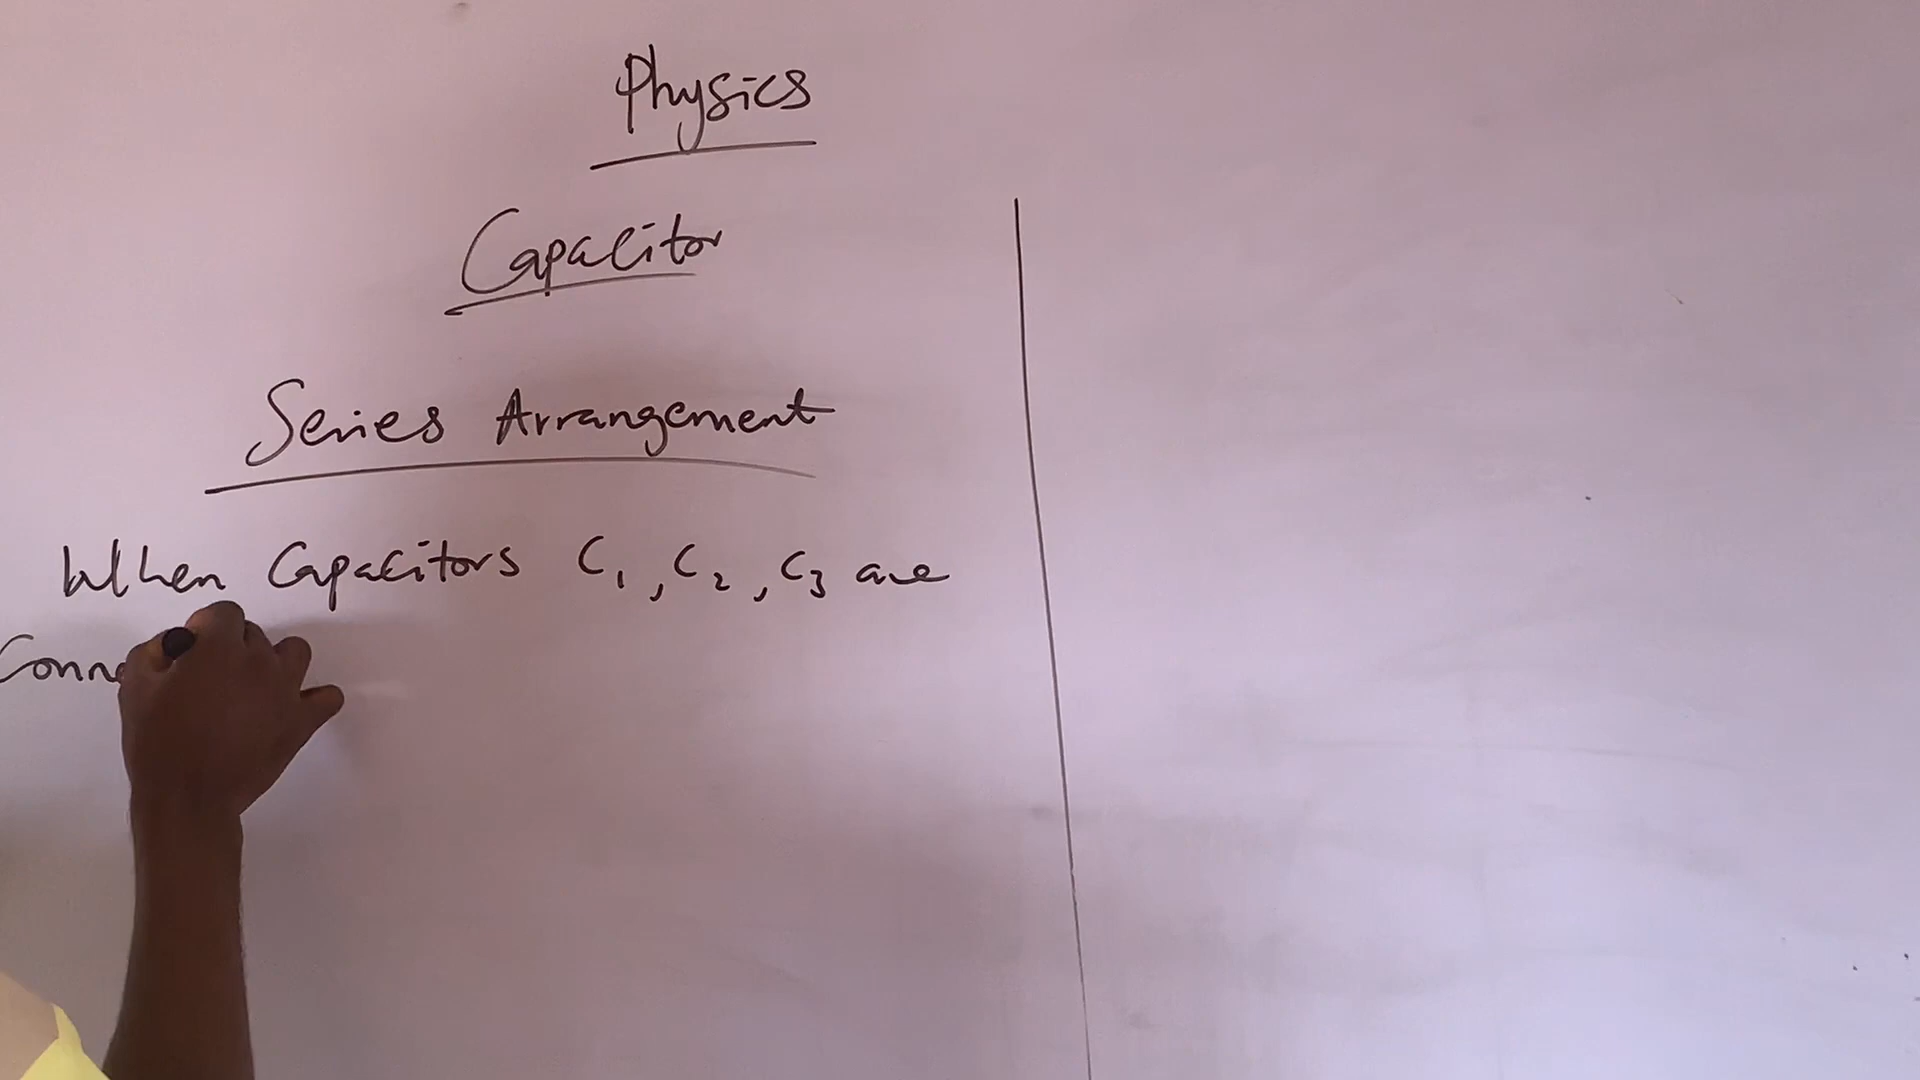 Physics
Capacitor
Series Arrangement
When Capacitors C₁, C₂, C₃ are